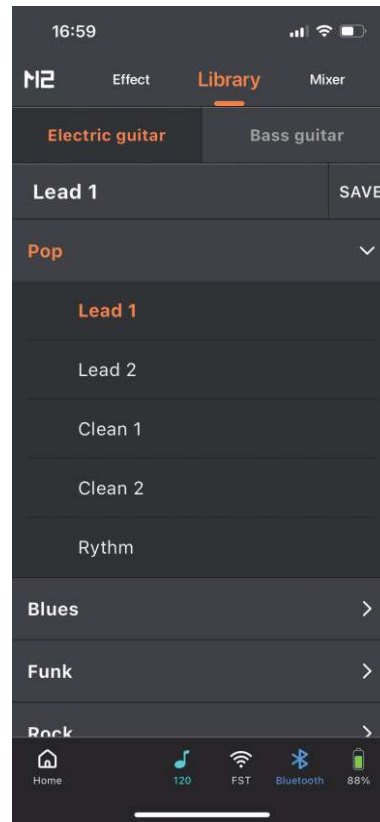 16:59
M2 Effect Library Mixer
Electric guitar Bass guitar
Lead 1 SAVE
Pop
Lead 1
Lead 2
Clean 1
Clean 2
Rythm
Blues
Funk
Rock
Home 120 FST Bluetooth 88%